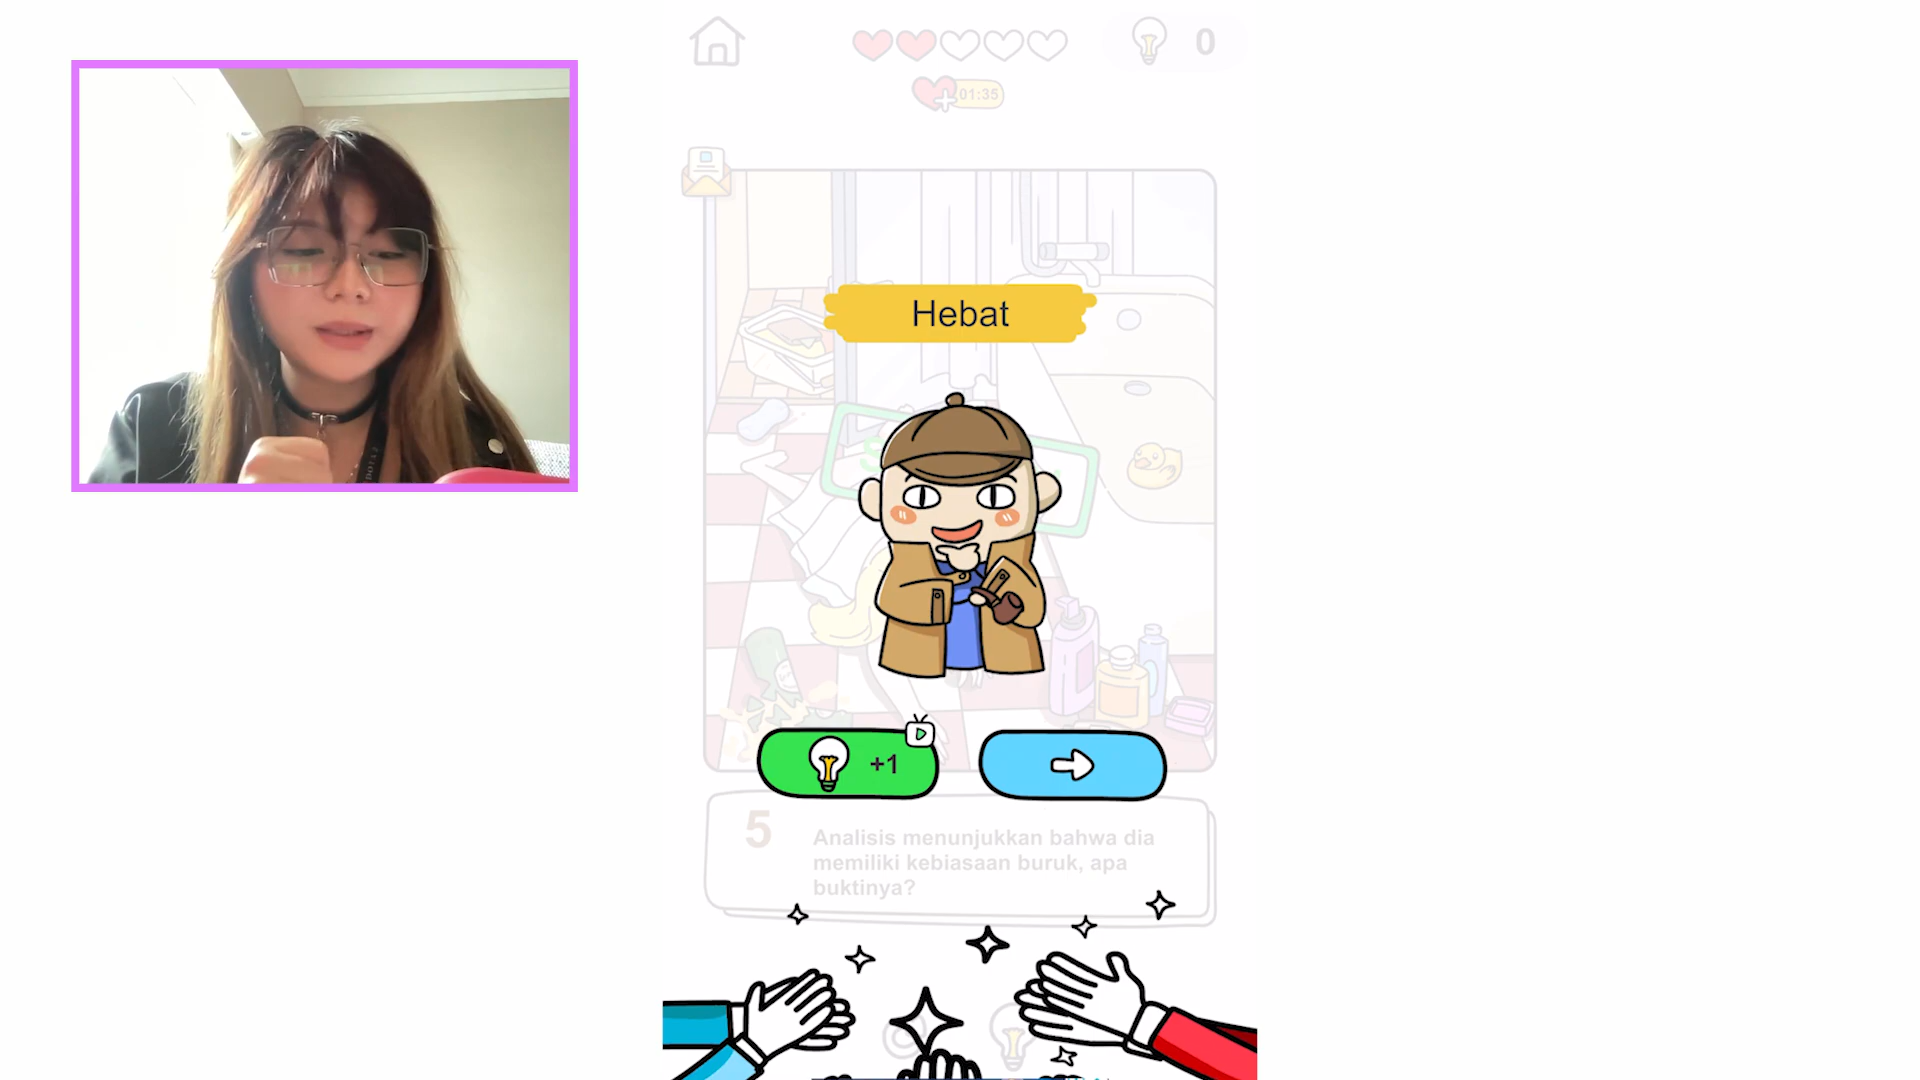 0
01:35
Hebat
+1
5
Analisis menunjukkan bahwa dia
memiliki kebiasaan buruk, apa
buktinya?